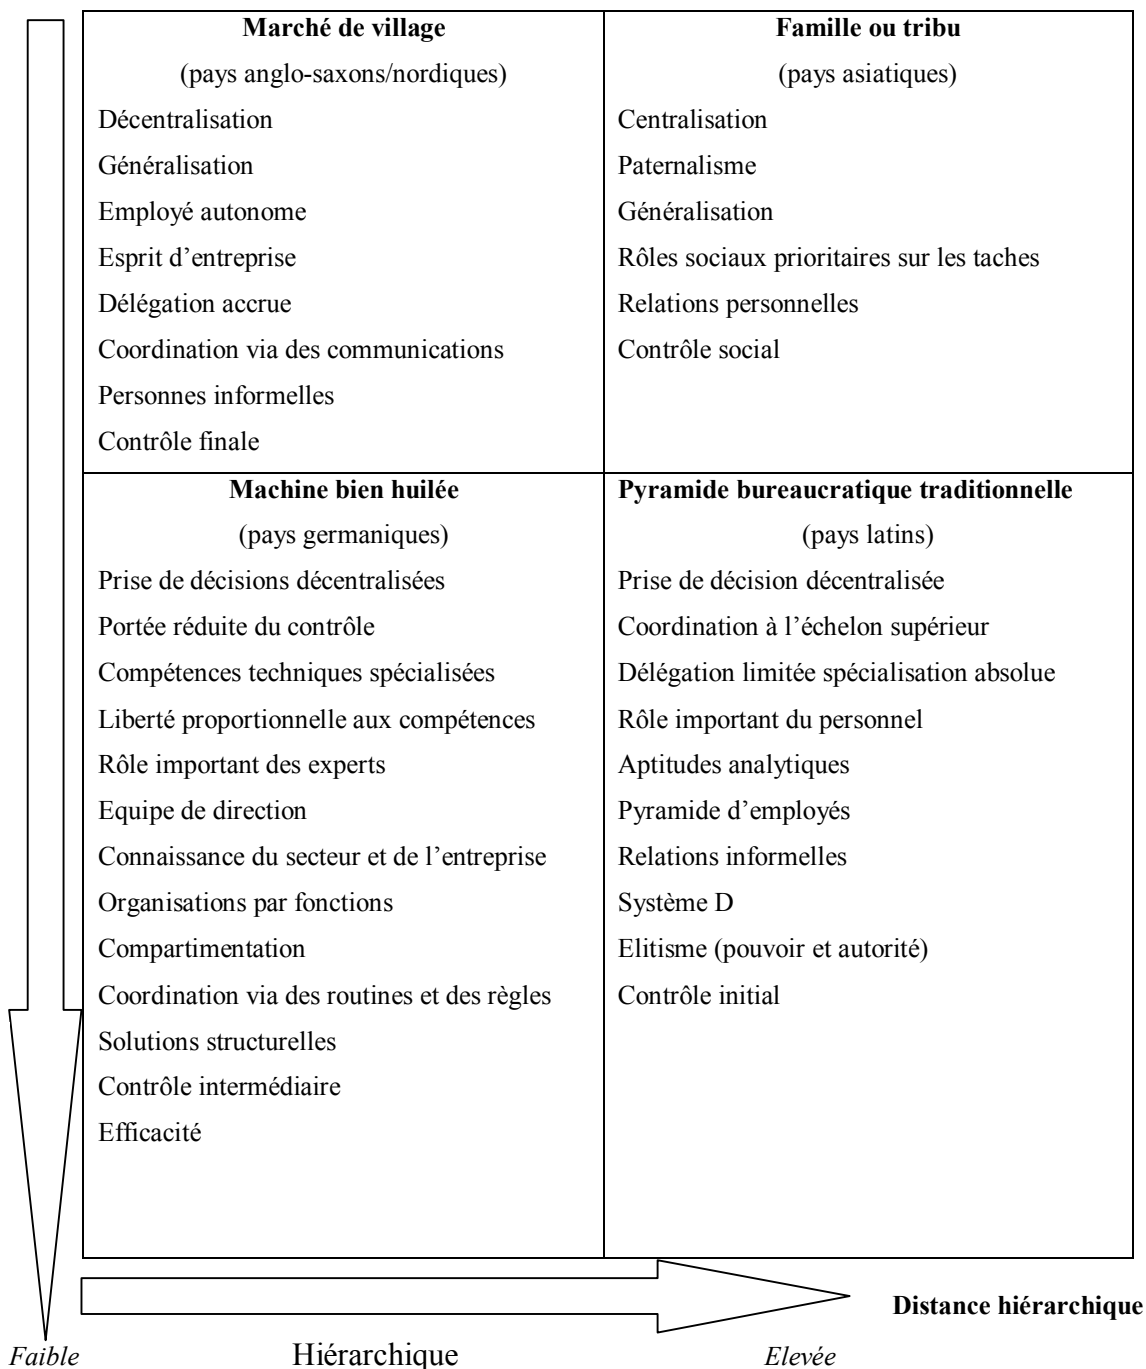 Marché de village
(pays anglo-saxons/nordiques)
Décentralisation
Généralisation
Employé autonome
Esprit d’entreprise
Délégation accrue
Coordination via des communications
Personnes informelles
Contrôle finale
Famille ou tribu
(pays asiatiques)
Centralisation
Paternalisme
Généralisation
Rôles sociaux prioritaires sur les taches
Relations personnelles
Contrôle social
Machine bien huilée
(pays germaniques)
Prise de décisions décentralisées
Portée réduite du contrôle
Compétences techniques spécialisées
Liberté proportionnelle aux compétences
Rôle important des experts
Equipe de direction
Connaissance du secteur et de l’entreprise
Organisations par fonctions
Compartimentation
Coordination via des routines et des règles
Solutions structurelles
Contrôle intermédiaire
Efficacité
Pyramide bureaucratique traditionnelle
(pays latins)
Prise de décision décentralisée
Coordination à l’échelon supérieur
Délégation limitée spécialisation absolue
Rôle important du personnel
Aptitudes analytiques
Pyramide d’employés
Relations informelles
Système D
Elitisme (pouvoir et autorité)
Contrôle initial
Distance hiérarchique
Faible Hiérarchique Elevée